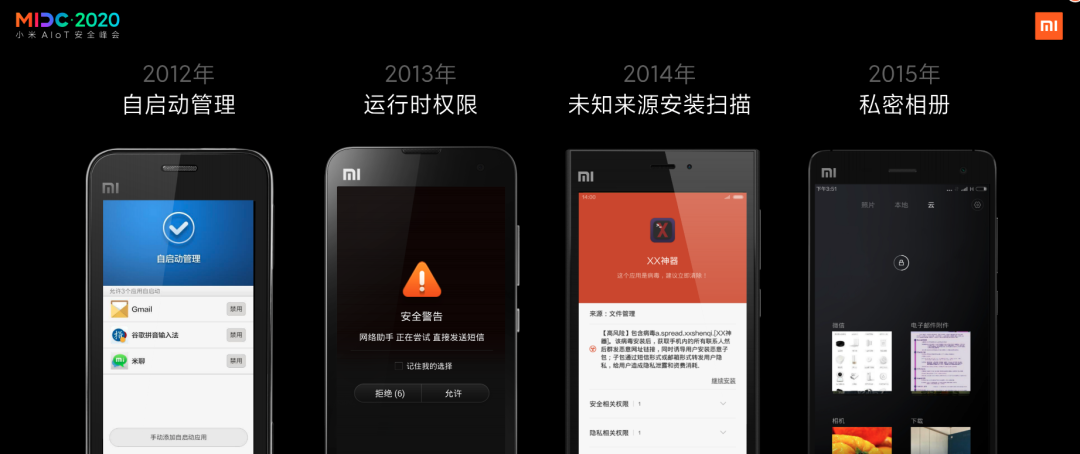 MIDC·2020
小米 AIoT 安全峰会
mi
2012年
自启动管理
2013年
运行时权限
2014年
未知来源安装扫描
2015年
私密相册
mi
自启动管理
允许3个应用自启动
Gmail
禁用
谷歌拼音输入法
禁用
米聊
禁用
手动添加自启动应用
mi
安全警告
网络助手 正在尝试 直接发送短信
记住我的选择
拒绝 (6)
允许
mi
14:00
XX神器
这个应用是病毒，建议立即清除！
来源：文件管理
【高风险】包含病毒a.spread.xxshenqi.[XX神
器]。该病毒安装后，获取手机内的所有联系人然
后群发恶意网址链接，同时诱导用户安装恶意子
包；子包通过短信形式或邮箱形式转发用户隐
私，给用户造成隐私泄露和资费消耗。
继续安装
安全相关权限 | 1
隐私相关权限 | 1
mi
下午3:51
照片
本地
云
短信
电子邮件附件
相机
下载